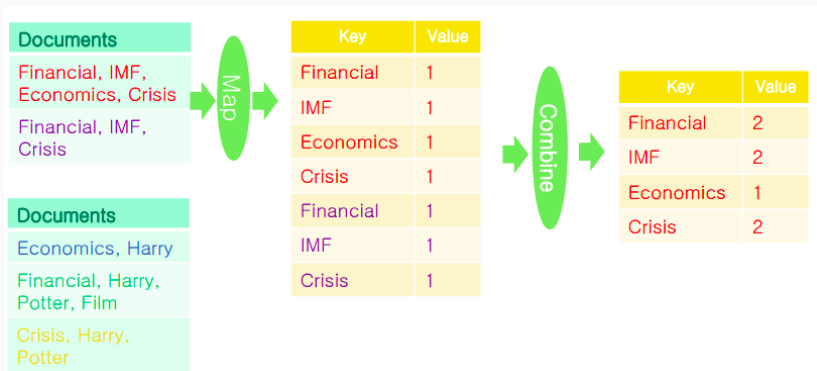 Documents
Financial, IMF,
Economics, Crisis
Financial, IMF,
Crisis
Documents
Economics, Harry
Financial, Harry,
Potter, Film
Crisis, Harry,
Potter
Map
Key Value
Financial 1
IMF 1
Economics 1
Crisis 1
Financial 1
IMF 1
Crisis 1
Combine
Key Value
Financial 2
IMF 2
Economics 1
Crisis 2